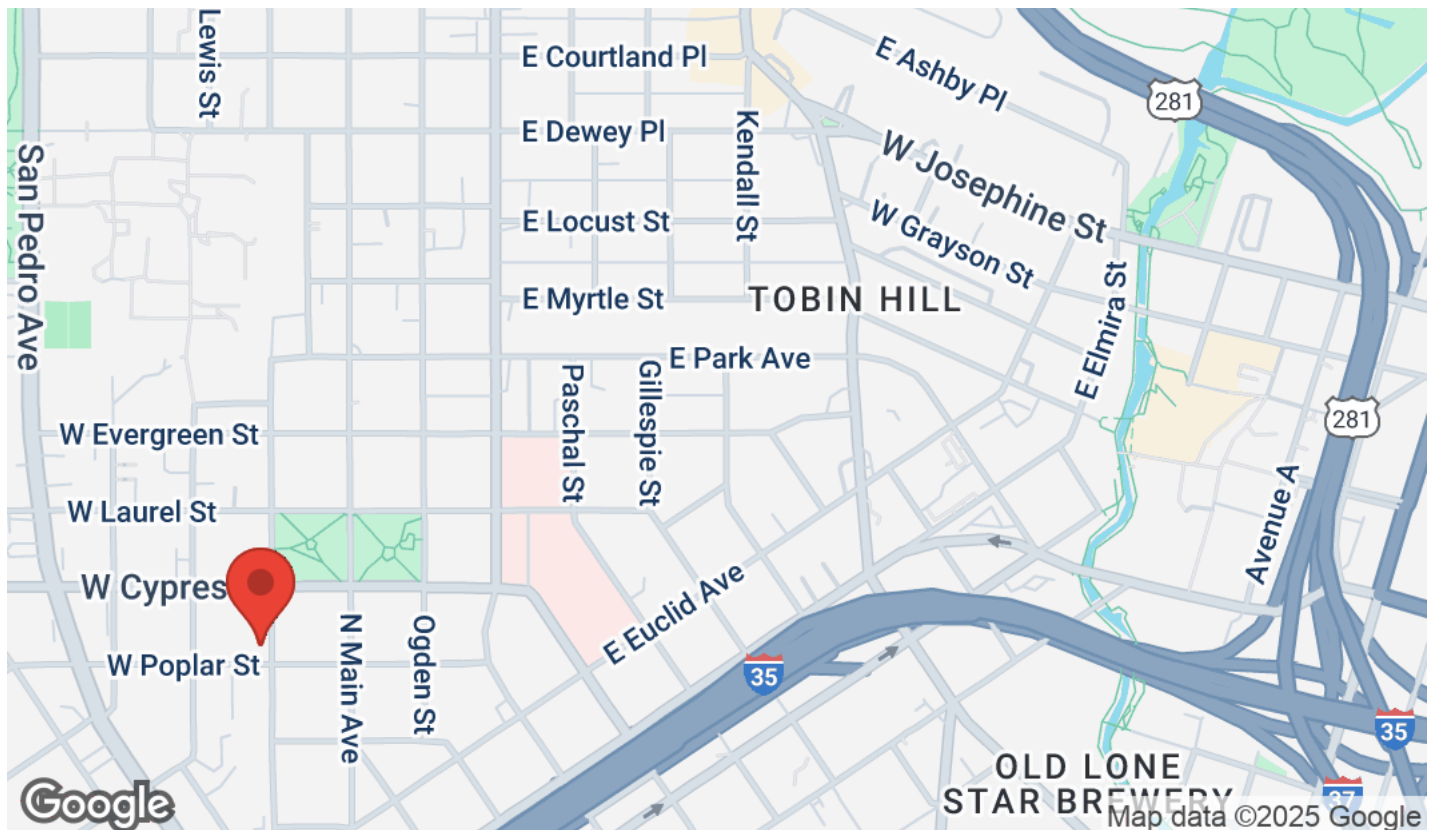 Lewis St
E Courtland Pl
E Ashby Pl
281
E Dewey Pl
Kendall St
W Josephine St
San Pedro Ave
E Locust St
W Grayson St
E Myrtle St
TOBIN HILL
E Elmira St
E Park Ave
Paschal St
Gillespie St
281
W Evergreen St
Avenue A
W Laurel St
W Cypres
E Euclid Ave
N Main Ave
Ogden St
W Poplar St
35
35
OLD LONE
STAR BREWERY
37
Google
Map data ©2025 Google